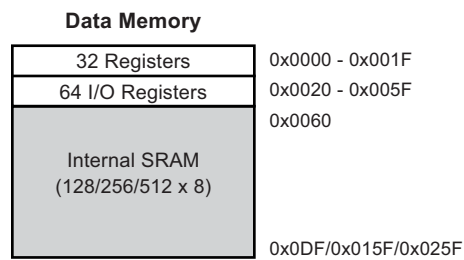 Data Memory
32 Registers 0x0000 - 0x001F
64 I/O Registers 0x0020 - 0x005F
0x0060
Internal SRAM
(128/256/512 x 8)
0x0DF/0x015F/0x025F